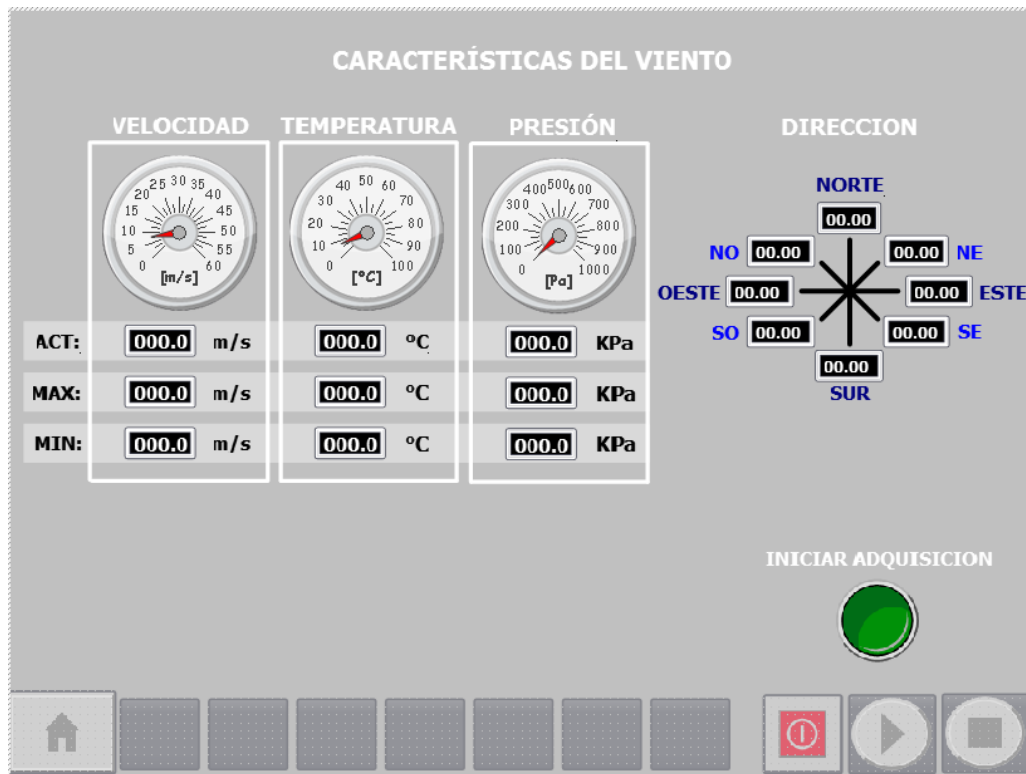 CARACTERÍSTICAS DEL VIENTO
VELOCIDAD TEMPERATURA PRESIÓN DIRECCION
0 5 10 15 20 25 30 35 40 45 50 55 60
[m/s]
0 10 20 30 40 50 60 70 80 90 100
[°C]
0 100 200 300 400 500 600 700 800 900 1000
[Pa]
NORTE
00.00
NO 00.00 00.00 NE
OESTE 00.00 00.00 ESTE
SO 00.00 00.00 SE
00.00
SUR
ACT: 000.0 m/s 000.0 °C 000.0 KPa
MAX: 000.0 m/s 000.0 °C 000.0 KPa
MIN: 000.0 m/s 000.0 °C 000.0 KPa
INICIAR ADQUISICION